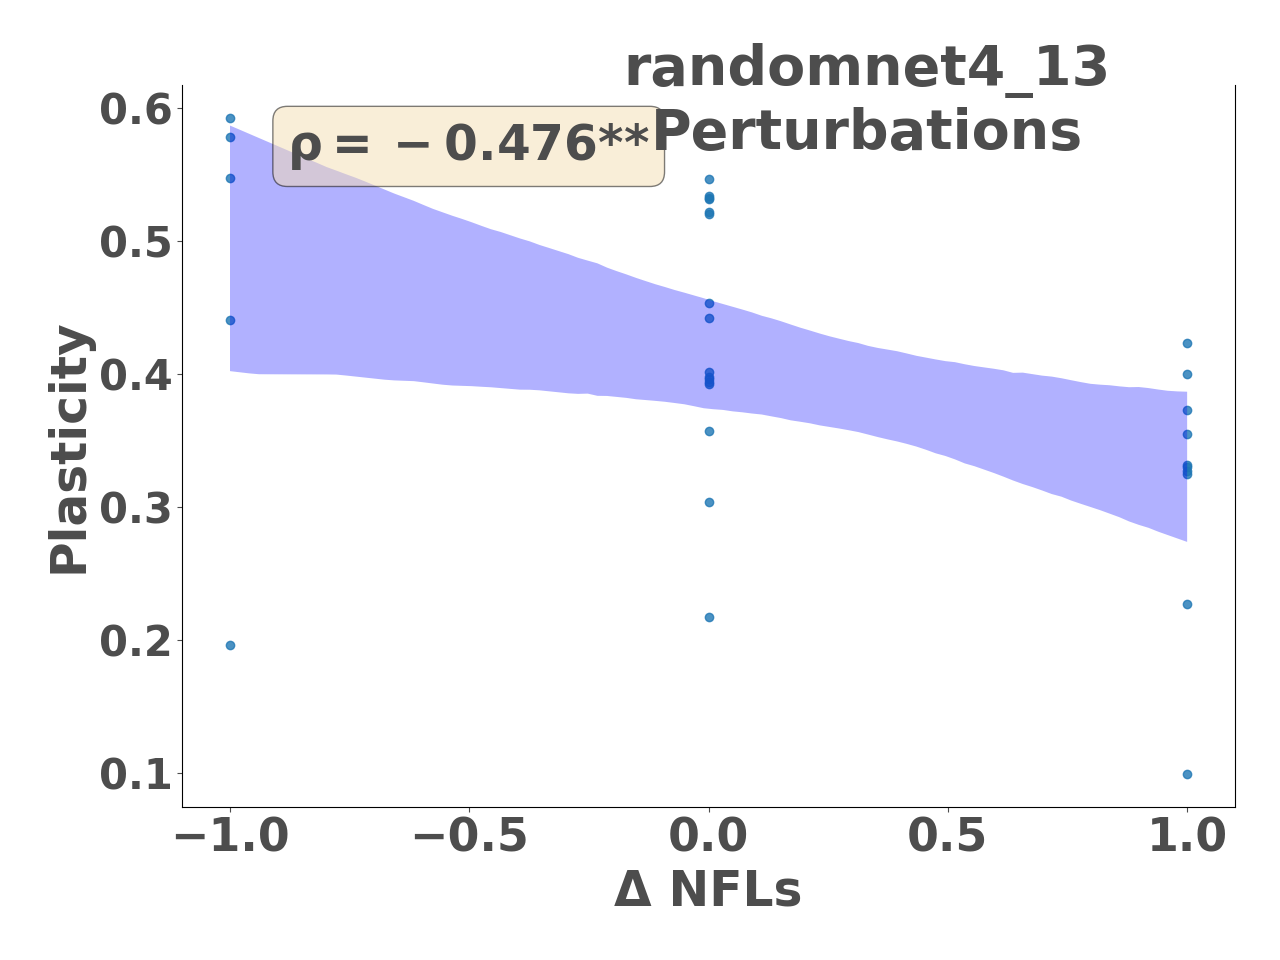 randomnet4_13
Perturbations
ρ = −0.476**
Plasticity
0.6
0.5
0.4
0.3
0.2
0.1
−1.0 −0.5 0.0 0.5 1.0
Δ NFLs